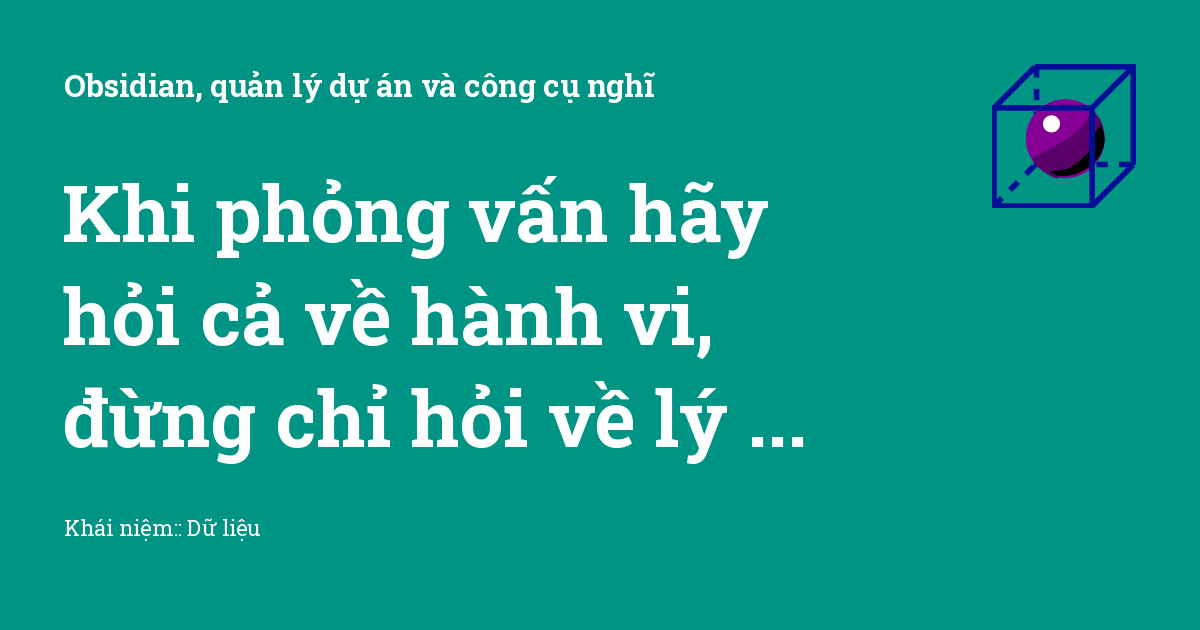 Obsidian, quản lý dự án và công cụ nghĩ
Khi phỏng vấn hãy
hỏi cả về hành vi,
đừng chỉ hỏi về lý ...
Khái niệm:: Dữ liệu